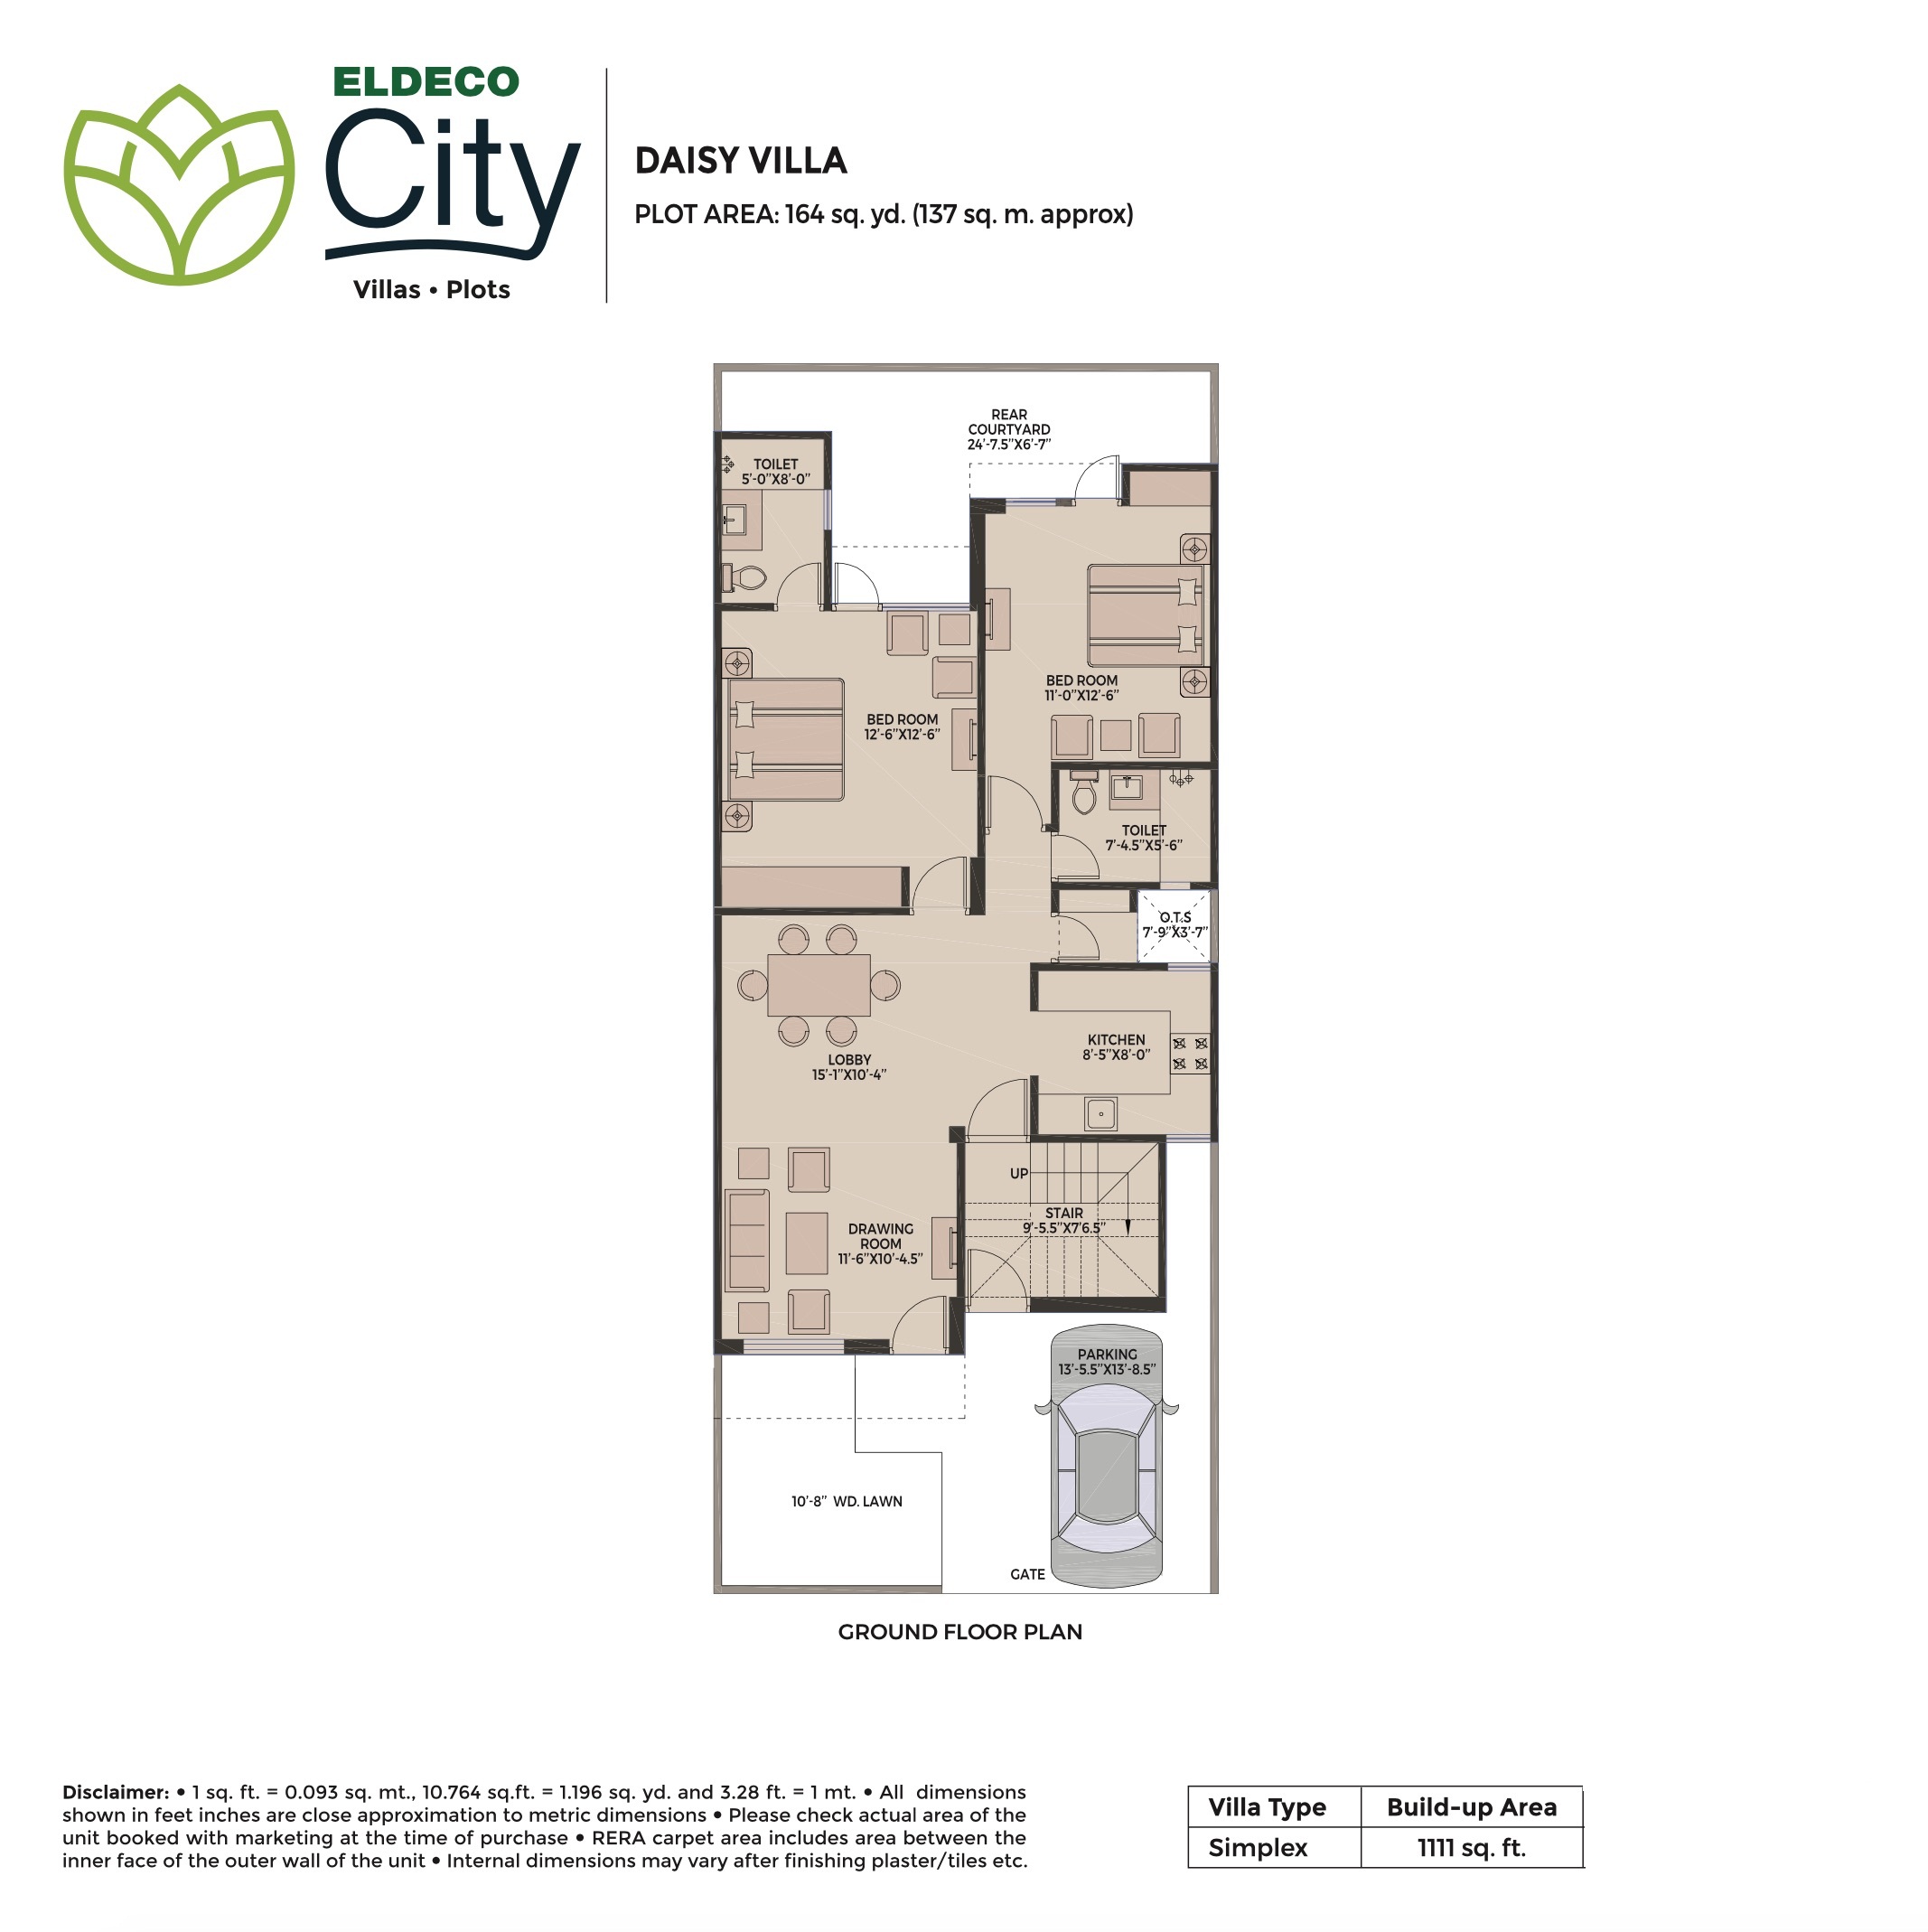 ELDECO
City
Villas • Plots
DAISY VILLA
PLOT AREA: 164 sq. yd. (137 sq. m. approx)
REAR
COURTYARD
24'-7.5"X6'-7"
TOILET
5'-0"X8'-0"
BED ROOM
11'-0"X12'-6"
BED ROOM
12'-6"X12'-6"
TOILET
7'-4.5"X5'-6"
O.T.S
7'-9"X3'-7"
KITCHEN
8'-5"X8'-0"
LOBBY
15'-1"X10'-4"
UP
STAIR
9'-5.5"X7'6.5"
DRAWING
ROOM
11'-6"X10'-4.5"
PARKING
13'-5.5"X13'-8.5"
10'-8" WD. LAWN
GATE
GROUND FLOOR PLAN
Disclaimer: • 1 sq. ft. = 0.093 sq. mt., 10.764 sq.ft. = 1.196 sq. yd. and 3.28 ft. = 1 mt. • All dimensions
shown in feet inches are close approximation to metric dimensions • Please check actual area of the
unit booked with marketing at the time of purchase • RERA carpet area includes area between the
inner face of the outer wall of the unit • Internal dimensions may vary after finishing plaster/tiles etc.
Villa Type Build-up Area
Simplex 1111 sq. ft.